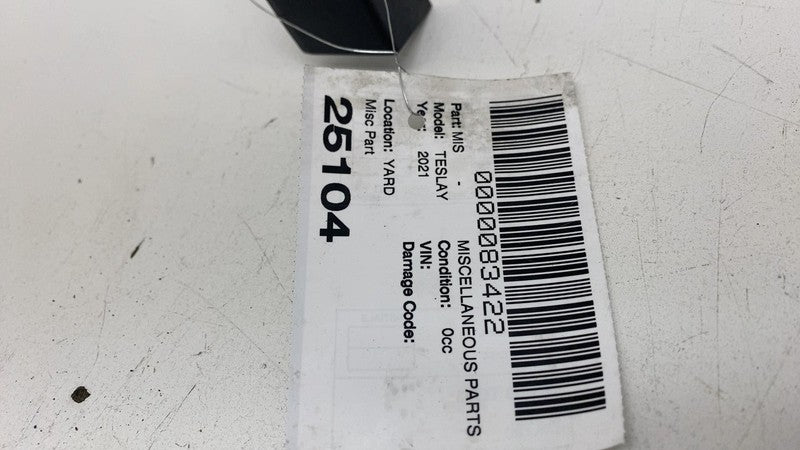 0000083422
Part: MIS - MISCELLANEOUS PARTS
Model: TESLAY Condition: 0cc
Year: 2021 VIN:
Damage Code:
Location: YARD
Misc Part
25104